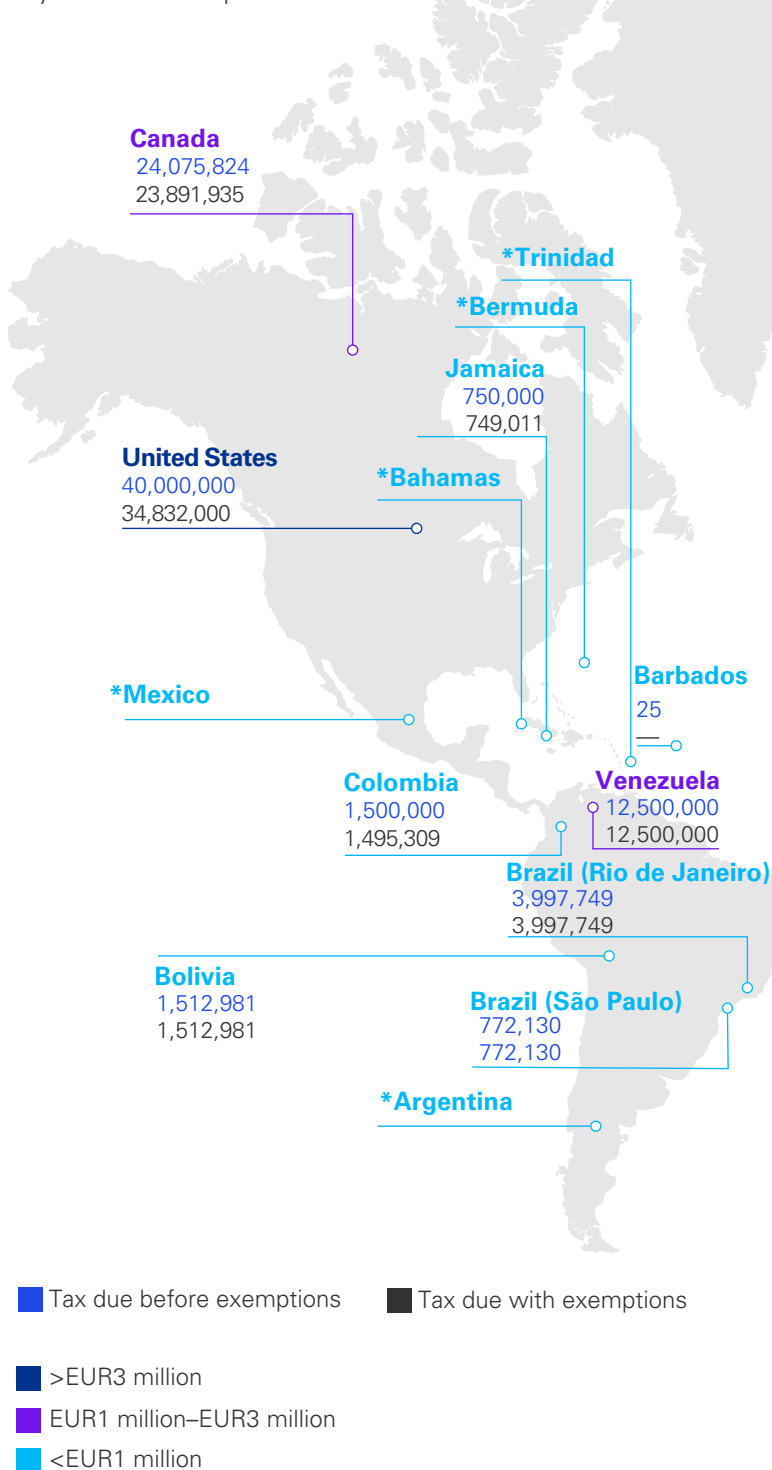 Canada
24,075,824
23,891,935
*Trinidad
*Bermuda
Jamaica
750,000
749,011
United States
40,000,000
34,832,000
*Bahamas
Barbados
25
—
*Mexico
Colombia
1,500,000
1,495,309
Venezuela
12,500,000
12,500,000
Brazil (Rio de Janeiro)
3,997,749
3,997,749
Bolivia
1,512,981
1,512,981
Brazil (São Paulo)
772,130
772,130
*Argentina
Tax due before exemptions
Tax due with exemptions
>EUR3 million
EUR1 million–EUR3 million
<EUR1 million